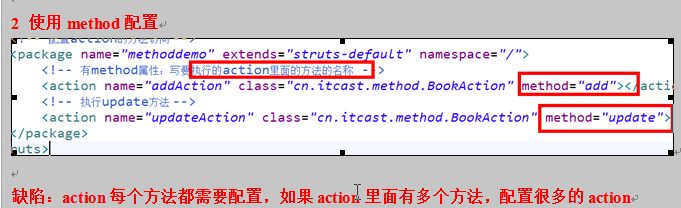 2 使用 method 配置
<package name="methoddemo" extends="struts-default" namespace="/">
<!-- 有method属性：写要执行的action里面的方法的名称 -->
<action name="addAction" class="cn.itcast.method.BookAction" method="add"></actio
<!-- 执行update方法 -->
<action name="updateAction" class="cn.itcast.method.BookAction" method="update">
</package>
uts>
缺陷：action 每个方法都需要配置，如果 action 里面有多个方法，配置很多的 action